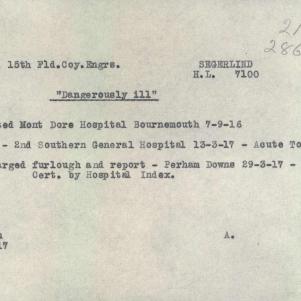 21
286
15th Fld.Coy.Engrs. SEGERLIND
H.L. 7100
"Dangerously ill"
Mont Dore Hospital Bournemouth 7-9-16
- 2nd Southern General Hospital 13-3-17 - Acute To
arged furlough and report - Perham Downs 29-3-17 -
Cert. by Hospital Index.
A.
17